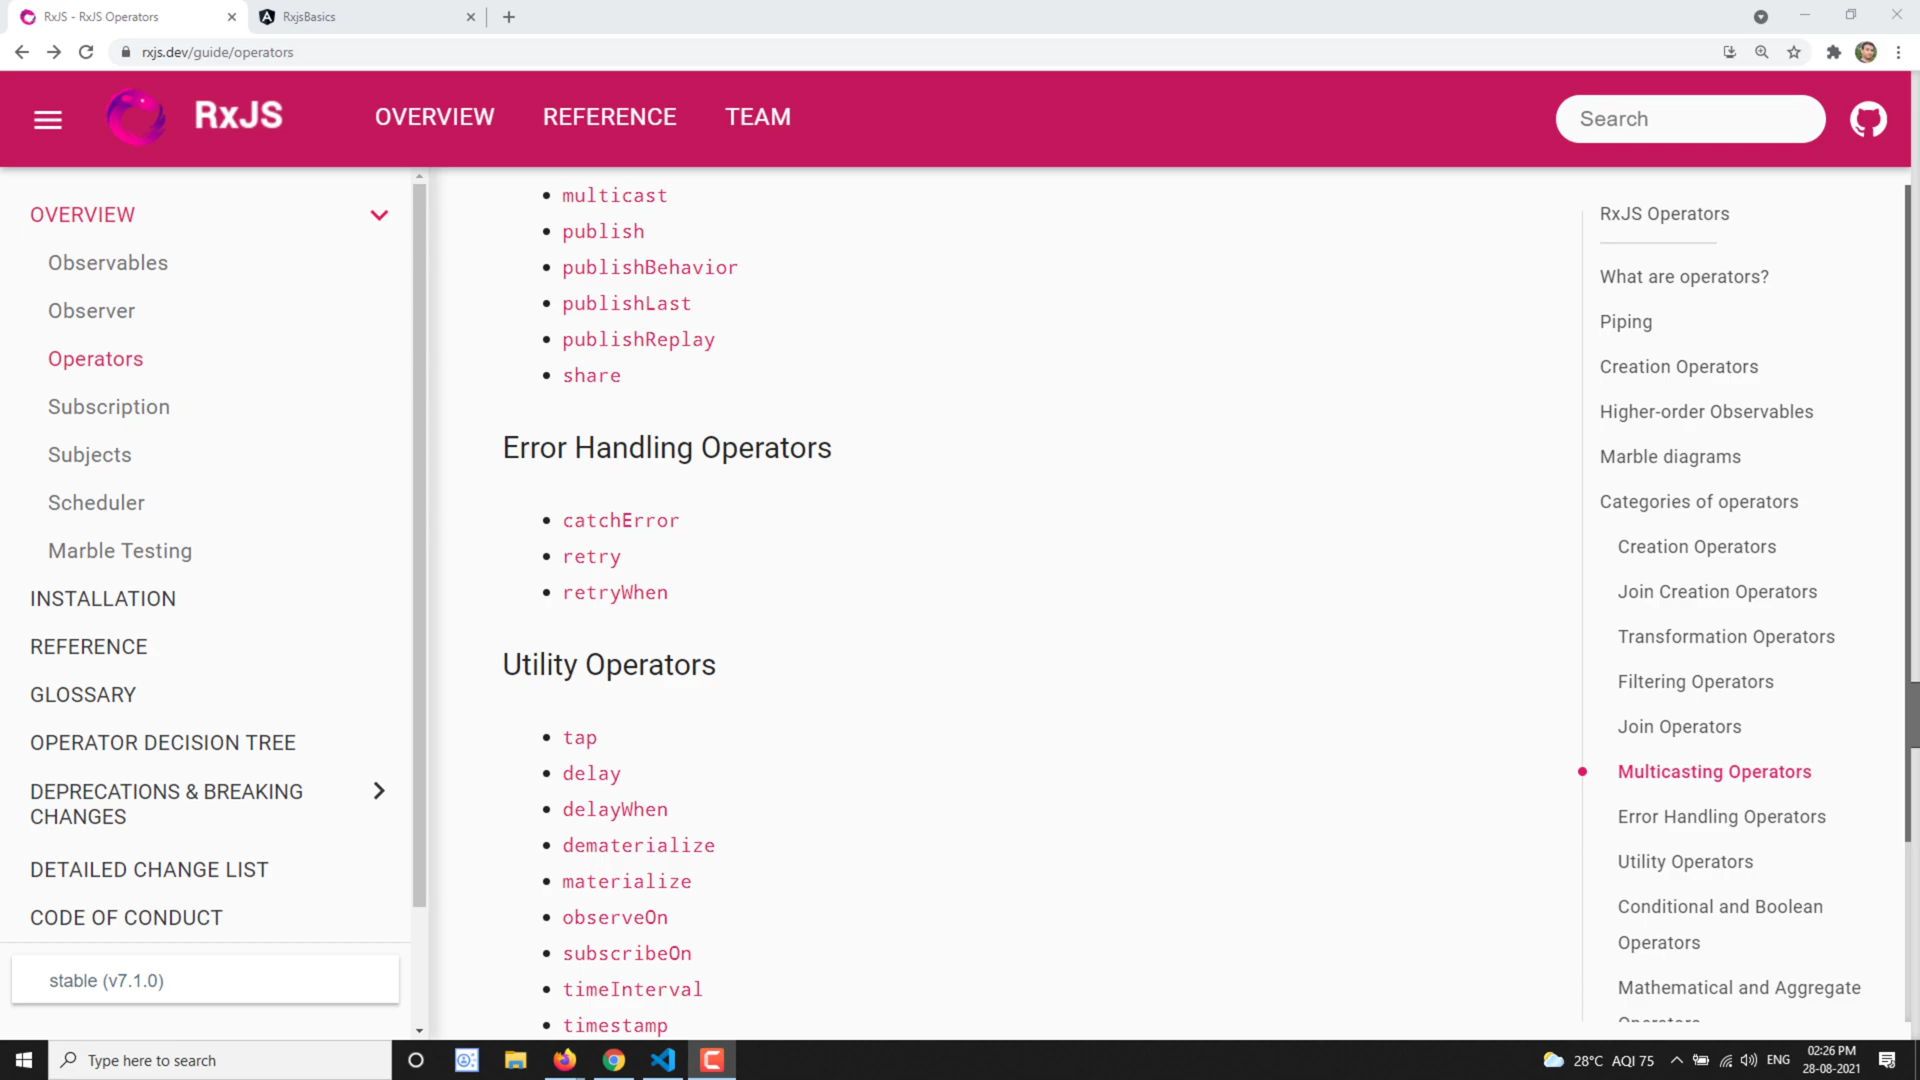 RxJS - RxJS Operators
RxjsBasics
rxjs.dev/guide/operators
RxJS
OVERVIEW
REFERENCE
TEAM
Search
OVERVIEW
Observables
Observer
Operators
Subscription
Subjects
Scheduler
Marble Testing
INSTALLATION
REFERENCE
GLOSSARY
OPERATOR DECISION TREE
DEPRECATIONS & BREAKING
CHANGES
DETAILED CHANGE LIST
CODE OF CONDUCT
stable (v7.1.0)
multicast
publish
publishBehavior
publishLast
publishReplay
share
Error Handling Operators
catchError
retry
retryWhen
Utility Operators
tap
delay
delayWhen
dematerialize
materialize
observeOn
subscribeOn
timeInterval
timestamp
RxJS Operators
What are operators?
Piping
Creation Operators
Higher-order Observables
Marble diagrams
Categories of operators
Creation Operators
Join Creation Operators
Transformation Operators
Filtering Operators
Join Operators
Multicasting Operators
Error Handling Operators
Utility Operators
Conditional and Boolean
Operators
Mathematical and Aggregate
Operators
Type here to search
28°C AQI 75
ENG
02:26 PM
28-08-2021